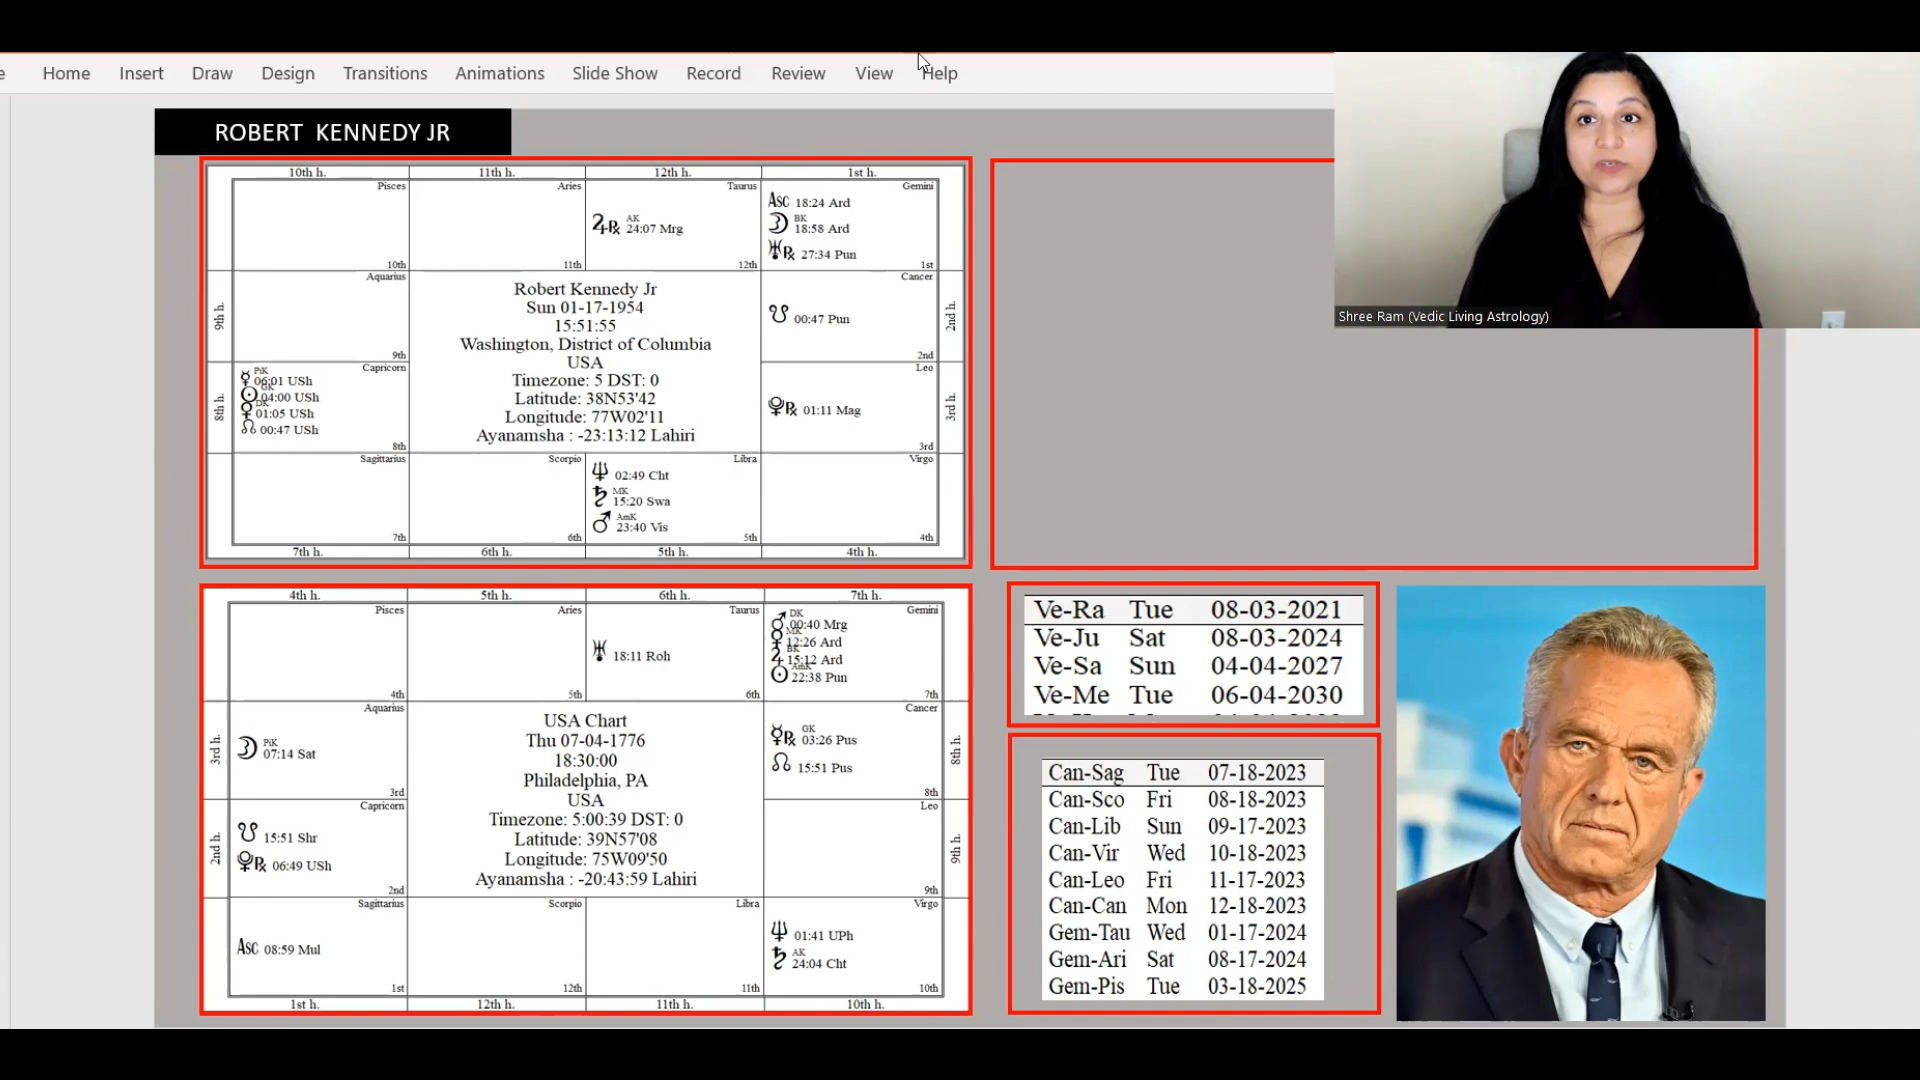 Home Insert Draw Design Transitions Animations Slide Show Record Review View Help
ROBERT KENNEDY JR
10th h. 11th h. 12th h. 1st h.
Pisces Aries Taurus Gemini
Asc 18:24 Ard
BK
18:58 Ard
27:34 Pun
AK
24:07 Mrg
10th 11th 12th 1st
9th h.
Aquarius
9th
Cancer
00:47 Pun
2nd
2nd h.
Robert Kennedy Jr
Sun 01-17-1954
15:51:55
Washington, District of Columbia
USA
Timezone: 5 DST: 0
Latitude: 38N53'42
Longitude: 77W02'11
Ayanamsha : -23:13:12 Lahiri
8th h.
Capricorn
PiK
06:01 USh
GK
04:00 USh
DK
01:05 USh
00:47 USh
8th
Leo
01:11 Mag
3rd
3rd h.
Sagittarius Scorpio Libra Virgo
02:49 Cht
MK
15:20 Swa
AmK
23:40 Vis
7th 6th 5th 4th
7th h. 6th h. 5th h. 4th h.
Shree Ram (Vedic Living Astrology)
4th h. 5th h. 6th h. 7th h.
Pisces Aries Taurus Gemini
18:11 Roh
DK
00:40 Mrg
MK
12:26 Ard
BK
15:12 Ard
AmK
22:38 Pun
4th 5th 6th 7th
3rd h.
Aquarius
PiK
07:14 Sat
3rd
Cancer
GK
03:26 Pus
15:51 Pus
8th
8th h.
USA Chart
Thu 07-04-1776
18:30:00
Philadelphia, PA
USA
Timezone: 5:00:39 DST: 0
Latitude: 39N57'08
Longitude: 75W09'50
Ayanamsha : -20:43:59 Lahiri
2nd h.
Capricorn
15:51 Shr
06:49 USh
2nd
Leo
9th
9th h.
Sagittarius Scorpio Libra Virgo
Asc 08:59 Mul
01:41 UPh
AK
24:04 Cht
1st 12th 11th 10th
1st h. 12th h. 11th h. 10th h.
Ve-Ra Tue 08-03-2021
Ve-Ju Sat 08-03-2024
Ve-Sa Sun 04-04-2027
Ve-Me Tue 06-04-2030
Can-Sag Tue 07-18-2023
Can-Sco Fri 08-18-2023
Can-Lib Sun 09-17-2023
Can-Vir Wed 10-18-2023
Can-Leo Fri 11-17-2023
Can-Can Mon 12-18-2023
Gem-Tau Wed 01-17-2024
Gem-Ari Sat 08-17-2024
Gem-Pis Tue 03-18-2025